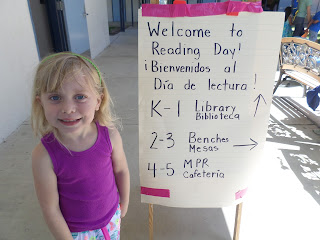 Welcome to
Reading Day!
¡Bienvenidos al
Día de lectura!
K-1 Library
Biblioteca
2-3 Benches
Mesas
4-5 MPR
Cafetería